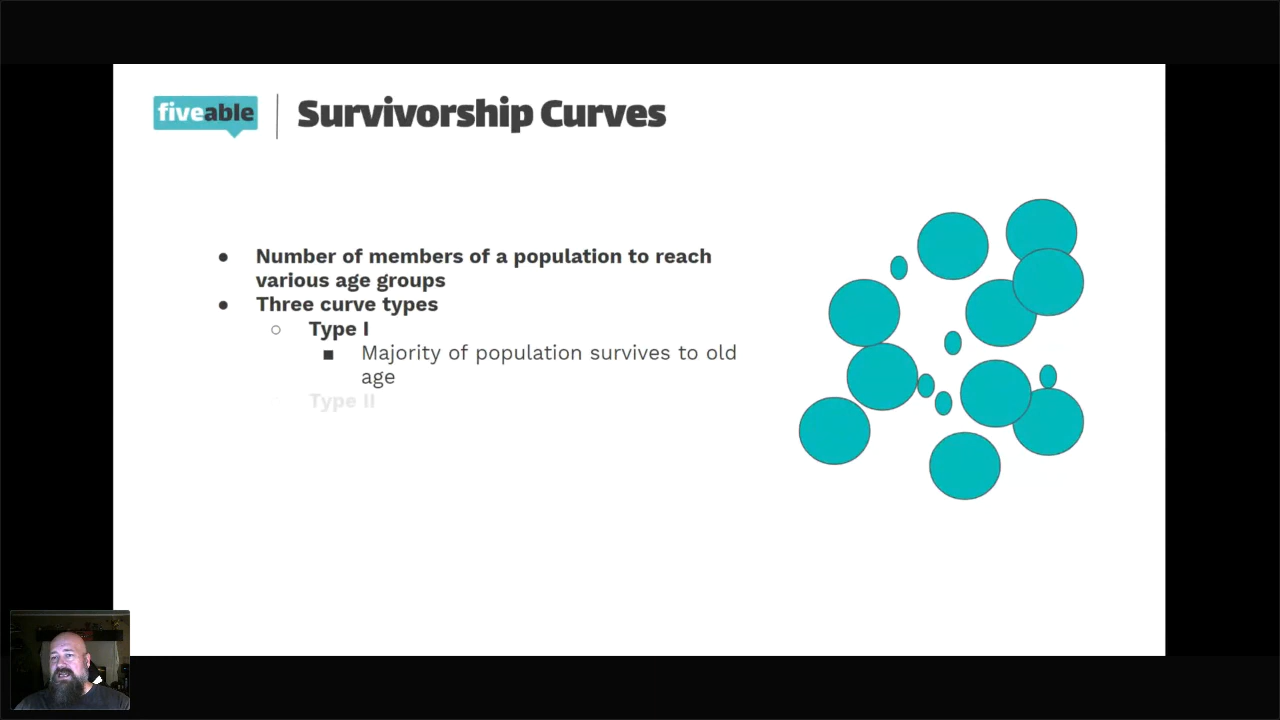 fiveable
Survivorship Curves
● Number of members of a population to reach
various age groups
● Three curve types
○ Type I
■ Majority of population survives to old
age
Type II